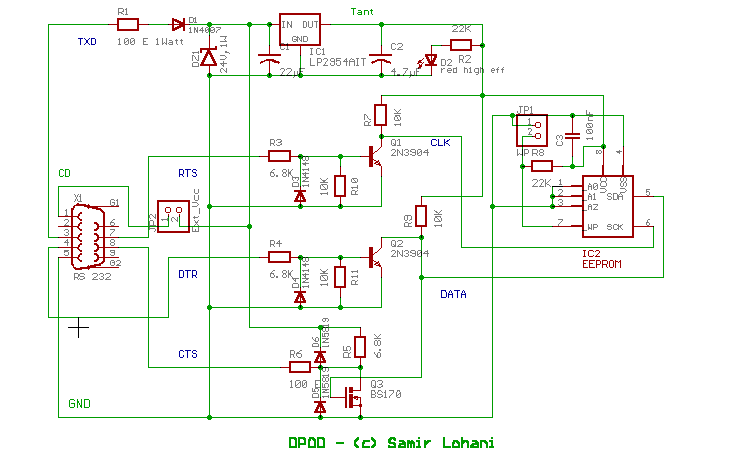 R1
TXD
100 E 1Watt
D1
1N4007
DZ1
24V,1W
C1
22µF
IN OUT
GND
IC1
LP2954AIT
Tant
C2
4.7µF
D2
red high eff
22K
R2
R7
10K
Q1
2N3904
CLK
JP1
1
2
WP
R8
22K
C3
100nF
8
4
VCC
VSS
1 A0
2 A1
3 A2
7 WP
SDA 5
SCK 6
IC2
EEPROM
R3
6.8K
D3
1N4148
10K
R10
CD
RTS
X1
G1
1
2
3
4
5
6
7
8
9
G2
RS 232
JP2
1
2
Ext_Vcc
R9
10K
R4
6.8K
D4
1N4148
10K
R11
Q2
2N3904
DTR
DATA
CTS
R6
100
D6
1N5819
D5
1N5819
R5
6.8K
Q3
BS170
GND
DPOD - (c) Samir Lohani